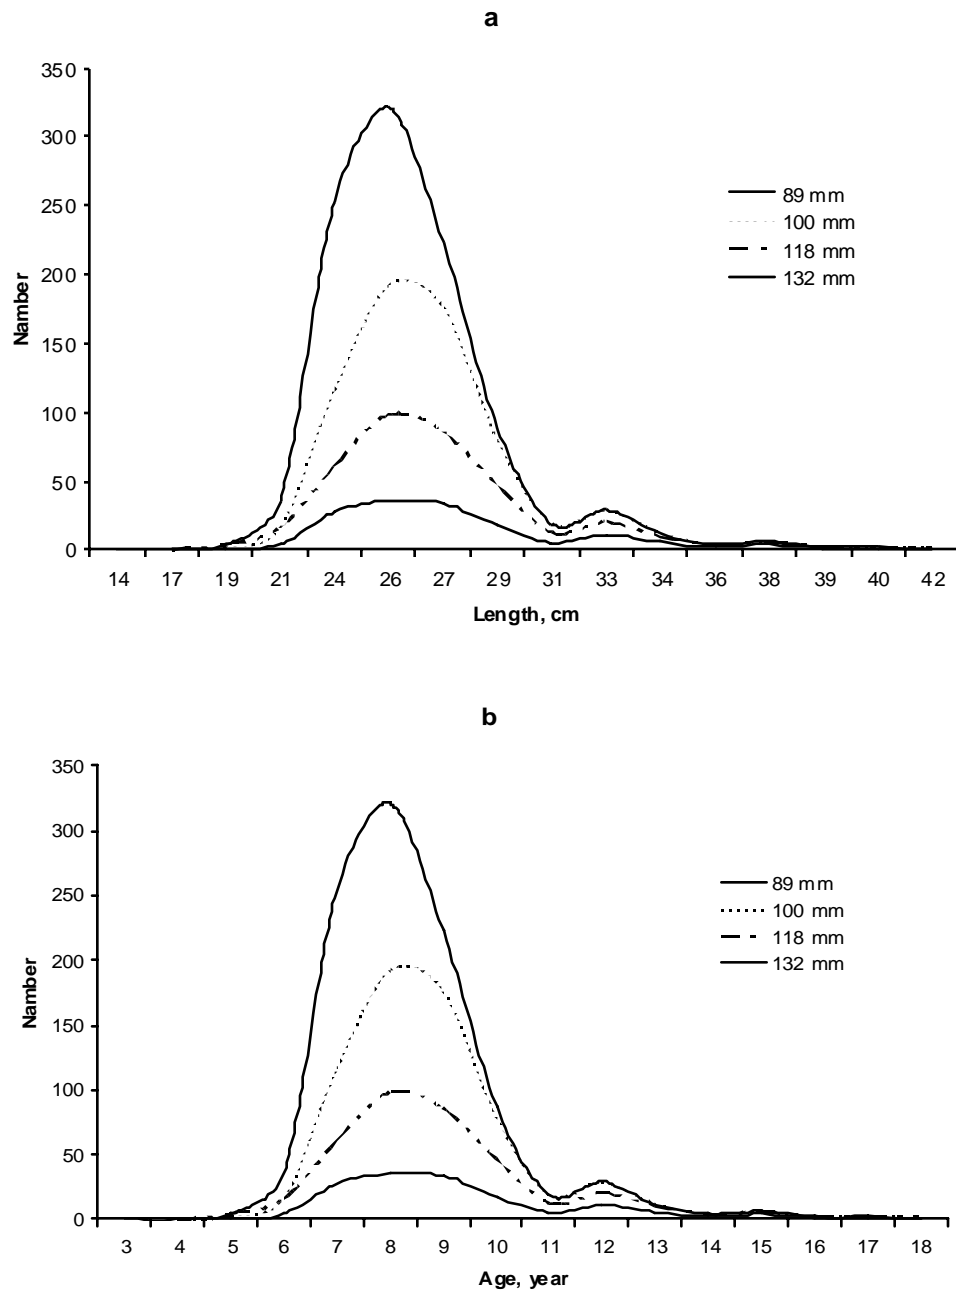 a
350
300
250
200
150
100
50
0
Namber
89 mm
100 mm
118 mm
132 mm
14 17 19 21 24 26 27 29 31 33 34 36 38 39 40 42
Length, cm
b
350
300
250
200
150
100
50
0
Namber
89 mm
100 mm
118 mm
132 mm
3 4 5 6 7 8 9 10 11 12 13 14 15 16 17 18
Age, year